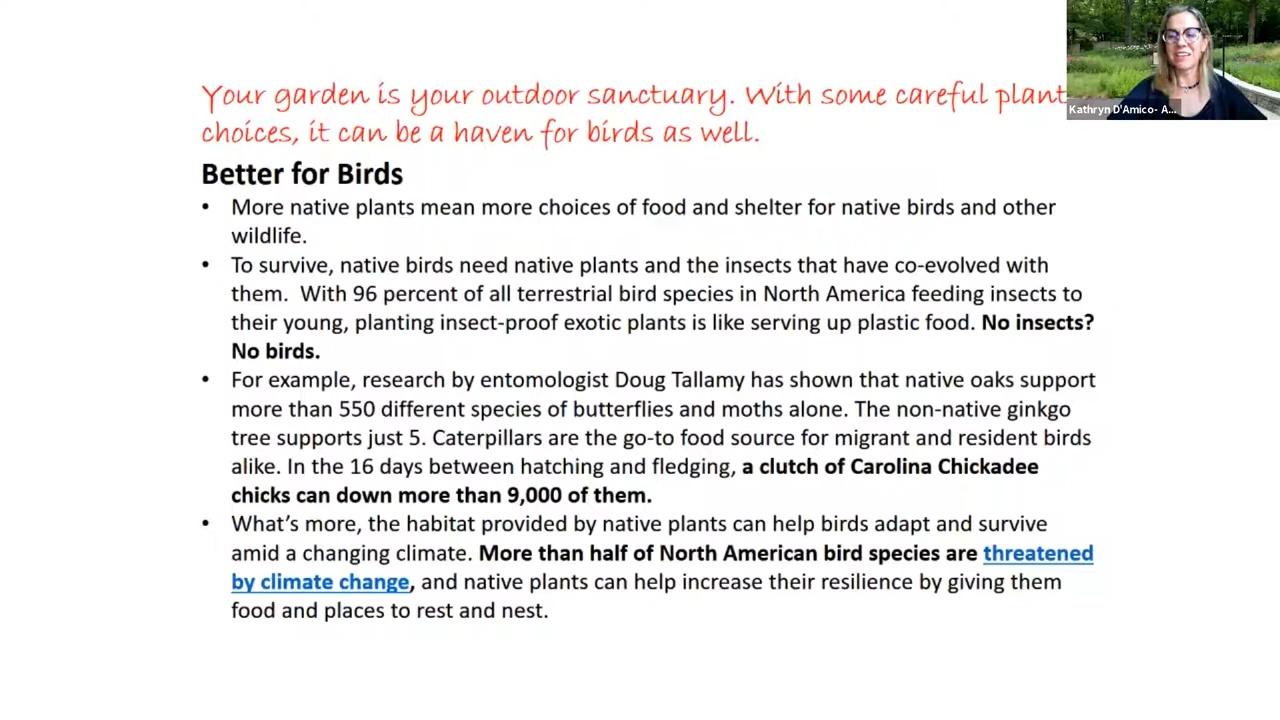 Your garden is your outdoor sanctuary. With some careful plant
choices, it can be a haven for birds as well.
Kathryn D'Amico- A...
Better for Birds
• More native plants mean more choices of food and shelter for native birds and other
wildlife.
• To survive, native birds need native plants and the insects that have co-evolved with
them.  With 96 percent of all terrestrial bird species in North America feeding insects to
their young, planting insect-proof exotic plants is like serving up plastic food. No insects?
No birds.
• For example, research by entomologist Doug Tallamy has shown that native oaks support
more than 550 different species of butterflies and moths alone. The non-native ginkgo
tree supports just 5. Caterpillars are the go-to food source for migrant and resident birds
alike. In the 16 days between hatching and fledging, a clutch of Carolina Chickadee
chicks can down more than 9,000 of them.
• What's more, the habitat provided by native plants can help birds adapt and survive
amid a changing climate. More than half of North American bird species are threatened
by climate change, and native plants can help increase their resilience by giving them
food and places to rest and nest.